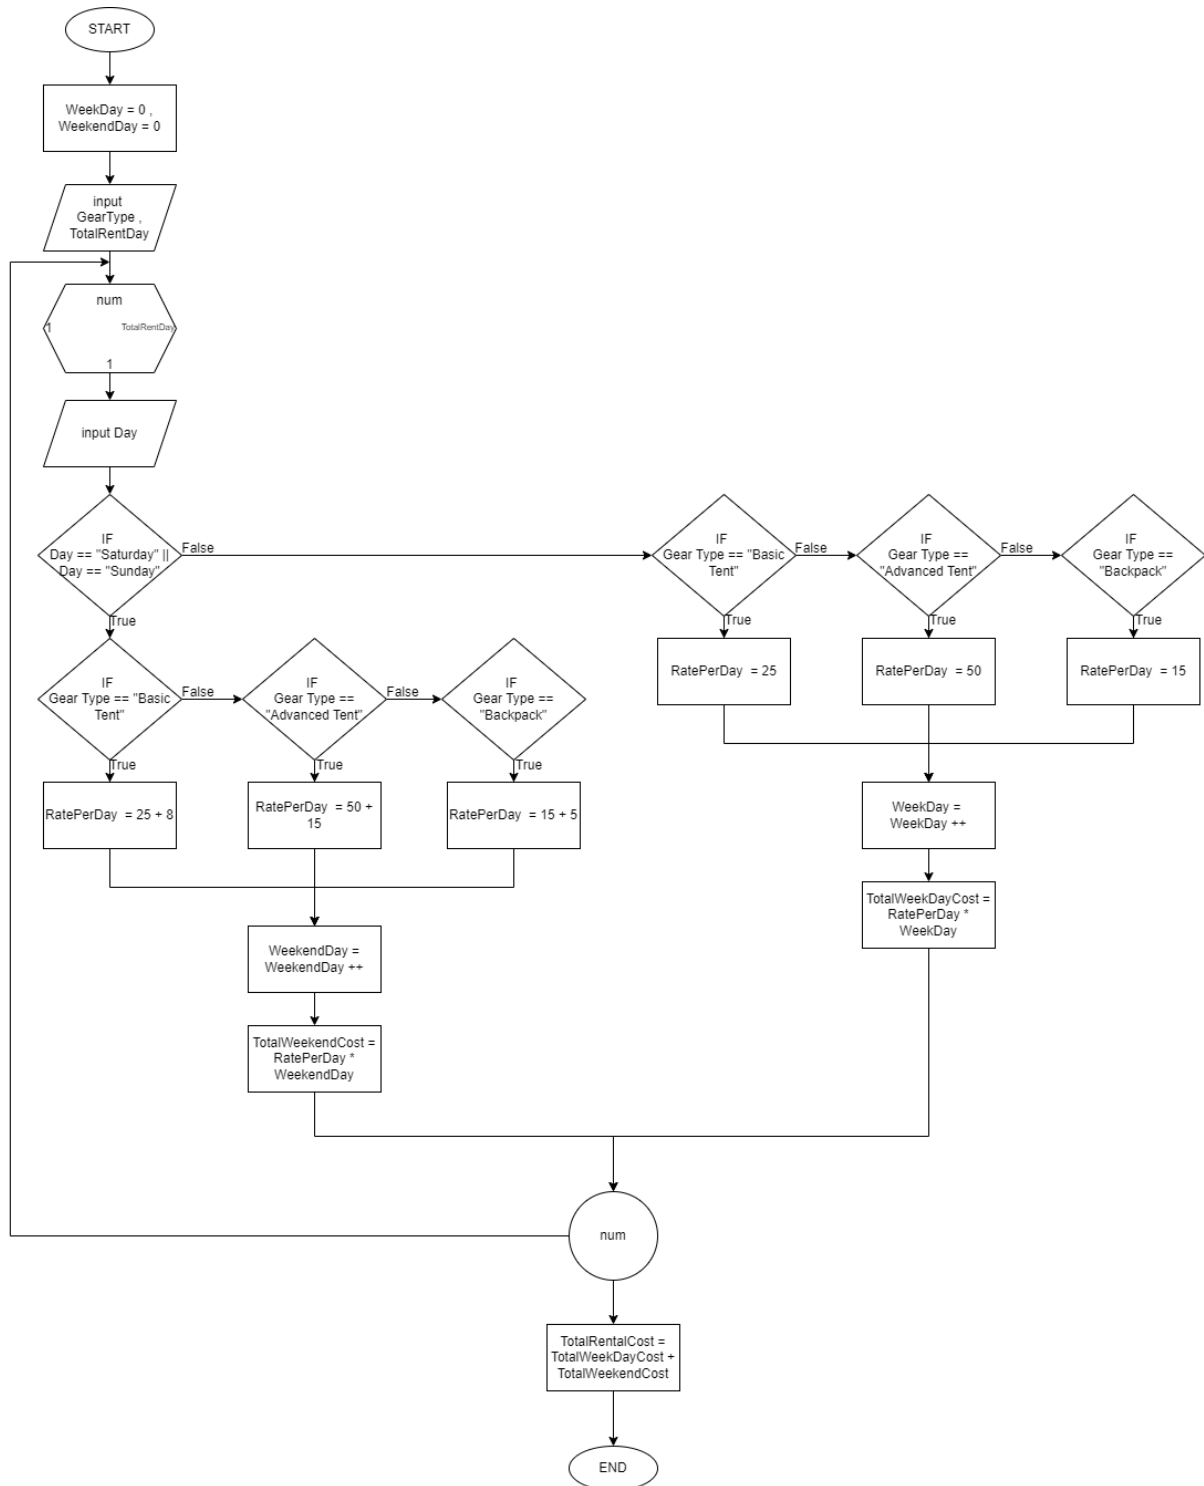 START
WeekDay = 0 ,
WeekendDay = 0
input
GearType ,
TotalRentDay
num
1
TotalRentDay
1
input Day
IF
Day == "Saturday" ||
Day == "Sunday"
False
True
IF
Gear Type == "Basic
Tent"
False
True
IF
Gear Type ==
"Advanced Tent"
False
True
IF
Gear Type ==
"Backpack"
True
RatePerDay  = 25
RatePerDay  = 50
RatePerDay  = 15
WeekDay =
WeekDay ++
TotalWeekDayCost =
RatePerDay *
WeekDay
IF
Gear Type == "Basic
Tent"
False
True
IF
Gear Type ==
"Advanced Tent"
False
True
IF
Gear Type ==
"Backpack"
True
RatePerDay  = 25 + 8
RatePerDay  = 50 +
15
RatePerDay  = 15 + 5
WeekendDay =
WeekendDay ++
TotalWeekendCost =
RatePerDay *
WeekendDay
num
TotalRentalCost =
TotalWeekDayCost +
TotalWeekendCost
END